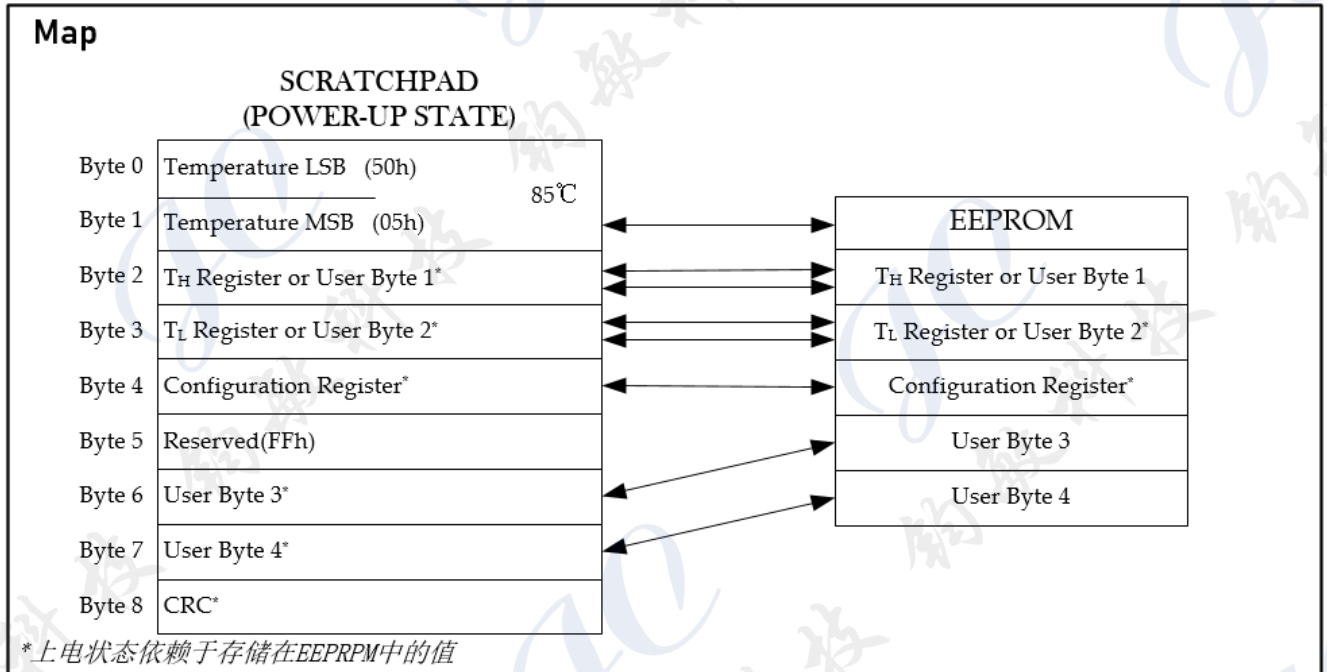 Map
SCRATCHPAD
(POWER-UP STATE)
Byte 0 Temperature LSB (50h)
85℃
Byte 1 Temperature MSB (05h)
EEPROM
Byte 2 TH Register or User Byte 1*
TH Register or User Byte 1
Byte 3 TL Register or User Byte 2*
TL Register or User Byte 2*
Byte 4 Configuration Register*
Configuration Register*
Byte 5 Reserved(FFh)
User Byte 3
Byte 6 User Byte 3*
User Byte 4
Byte 7 User Byte 4*
Byte 8 CRC*
*上电状态依赖于存储在EEPRPM中的值